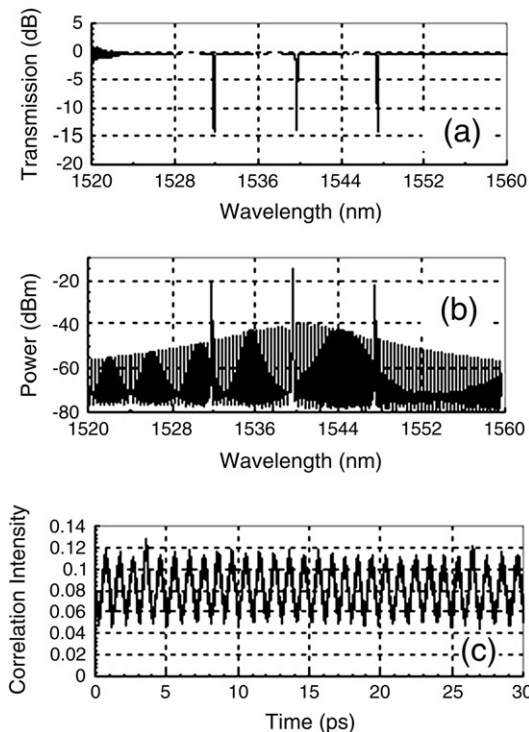 Transmission (dB)
5
0
-5
-10
-15
-20
(a)
1520 1528 1536 1544 1552 1560
Wavelength (nm)
Power (dBm)
-20
-40
-60
-80
(b)
1520 1528 1536 1544 1552 1560
Wavelength (nm)
Correlation Intensity
0.14
0.12
0.1
0.08
0.06
0.04
0.02
0
(c)
0 5 10 15 20 25 30
Time (ps)